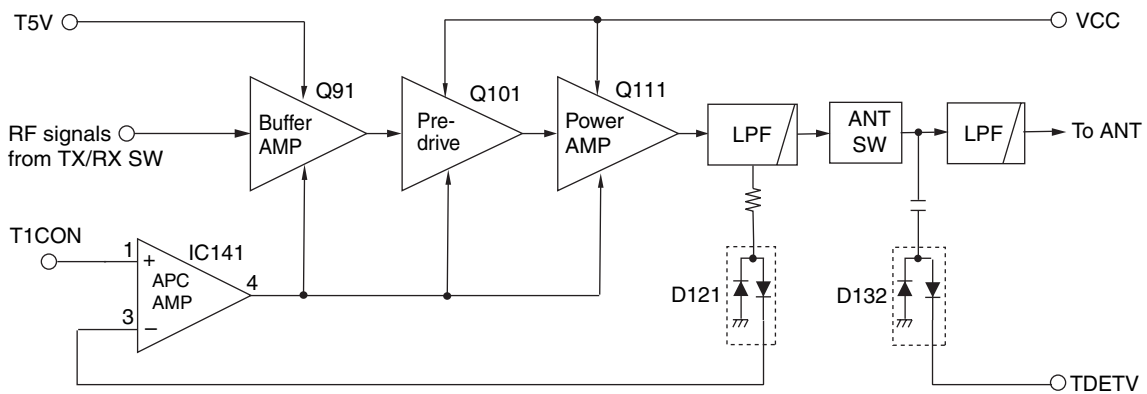 T5V
VCC
Q91
Q101
Q111
RF signals
from TX/RX SW
Buffer
AMP
Pre-
drive
Power
AMP
LPF
ANT
SW
LPF
To ANT
T1CON
1
+
IC141
APC
AMP
4
3
−
D121
D132
TDETV